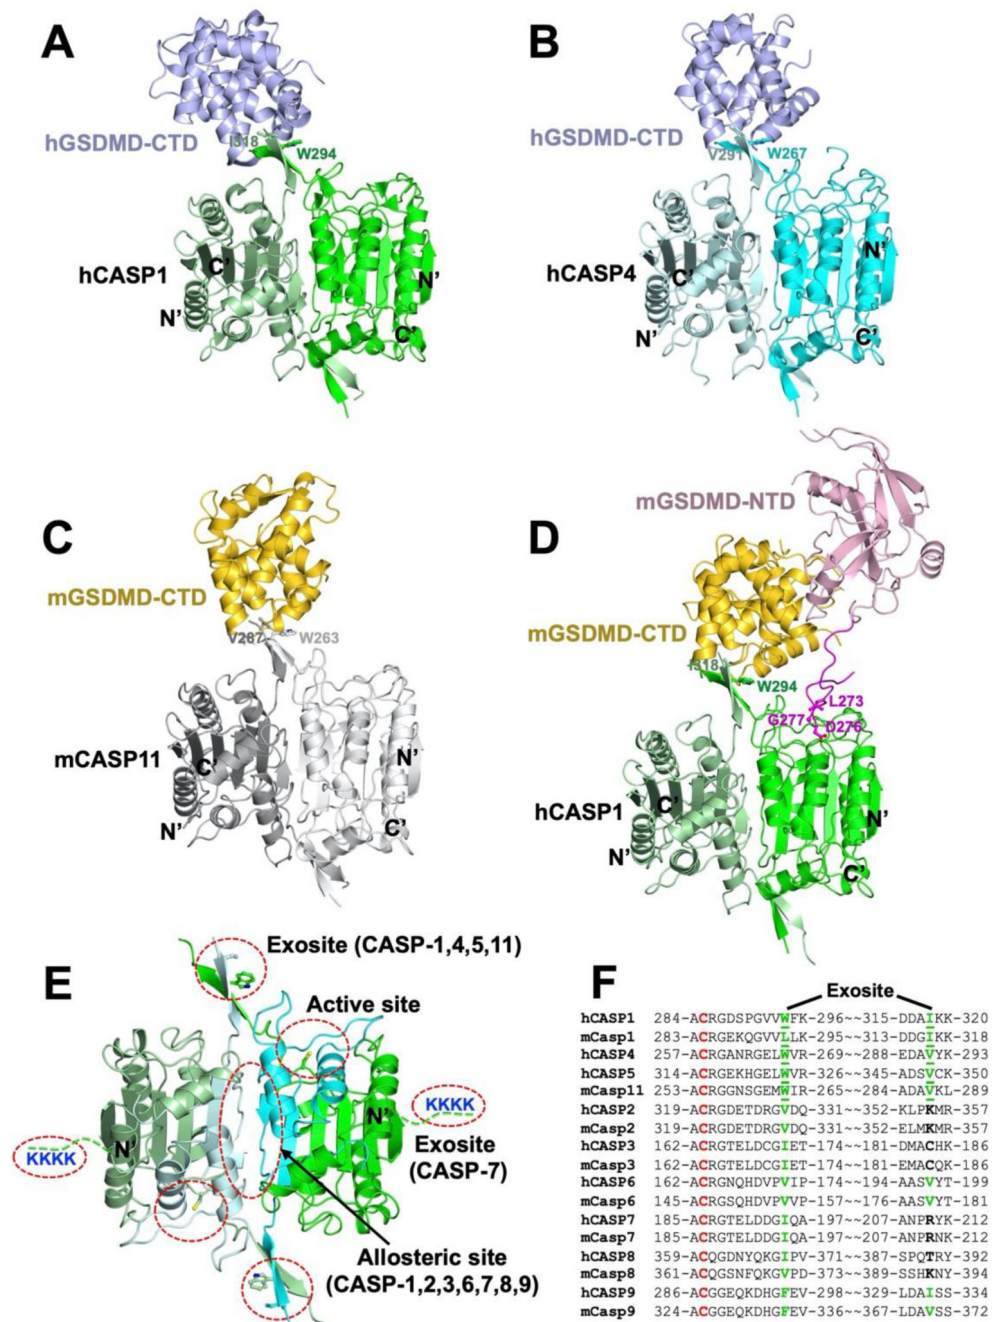 A
hGSDMD-CTD
I318
W294
hCASP1
C’
N’
N’
C’
B
hGSDMD-CTD
V291
W267
hCASP4
C’
N’
N’
C’
C
mGSDMD-CTD
V287
W263
mCASP11
C’
N’
N’
C’
D
mGSDMD-NTD
mGSDMD-CTD
I318
W294
L273
G277
D276
hCASP1
C’
N’
N’
C’
E
Exosite (CASP-1,4,5,11)
Active site
KKKK
N’
N’
KKKK
Exosite
(CASP-7)
Allosteric site
(CASP-1,2,3,6,7,8,9)
F
Exosite
hCASP1 284-ACRGDSPGVVWFK-296~~315-DDAIKK-320
mCasp1 283-ACRGEKQGVVLLK-295~~313-DDGIKK-318
hCASP4 257-ACRGANRGELWVR-269~~288-EDAVYK-293
hCASP5 314-ACRGEKHGELWVR-326~~345-ADSVCK-350
mCasp11 253-ACRGGNSGEMWIR-265~~284-ADAVKL-289
hCASP2 319-ACRGDETDRGVDQ-331~~352-KLPKMR-357
mCasp2 319-ACRGDETDRGVDQ-331~~352-ELMKMR-357
hCASP3 162-ACRGTELDCGIET-174~~181-DMACHK-186
mCasp3 162-ACRGTELDCGIET-174~~181-EMACQK-186
hCASP6 162-ACRGNQHDVPVIP-174~~194-AASVYT-199
mCasp6 145-ACRGSQHDVPVVP-157~~176-AASVYT-181
hCASP7 185-ACRGTELDDGIQA-197~~207-ANPRYK-212
mCasp7 185-ACRGTELDDGIQA-197~~207-ANPRNK-212
hCASP8 359-ACQGDNYQKGIPV-371~~387-SPQTRY-392
mCasp8 361-ACQGSNFQKGVPD-373~~389-SSHKNY-394
hCASP9 286-ACGGEQKDHGFEV-298~~329-LDAISS-334
mCasp9 324-ACGGEQKDHGFEV-336~~367-LDAVSS-372